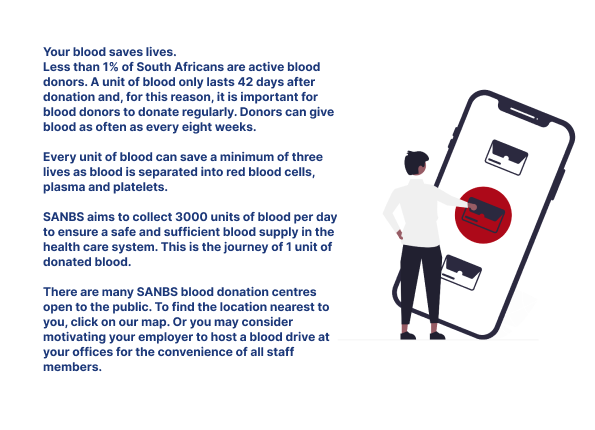 Your blood saves lives.
Less than 1% of South Africans are active blood
donors. A unit of blood only lasts 42 days after
donation and, for this reason, it is important for
blood donors to donate regularly. Donors can give
blood as often as every eight weeks.
Every unit of blood can save a minimum of three
lives as blood is separated into red blood cells,
plasma and platelets.
SANBS aims to collect 3000 units of blood per day
to ensure a safe and sufficient blood supply in the
health care system. This is the journey of 1 unit of
donated blood.
There are many SANBS blood donation centres
open to the public. To find the location nearest to
you, click on our map. Or you may consider
motivating your employer to host a blood drive at
your offices for the convenience of all staff
members.